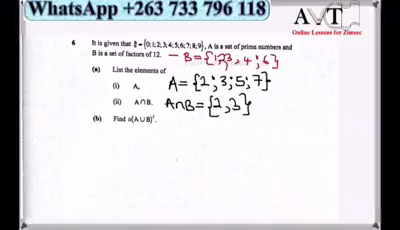 WhatsApp +263 733 796 118
AVT
Online Lessons for Zimsec
6 It is given that ξ = {0;1;2;3;4;5;6;7;8;9}, A is a set of prime numbers and
B is a set of factors of 12. — B = {1;2;3; 4; 6}
(a) List the elements of
(i) A, A = {2; 3; 5; 7}
(ii) A∩B. A∩B = {2, 3}
(b) Find n(A ∪ B)'.